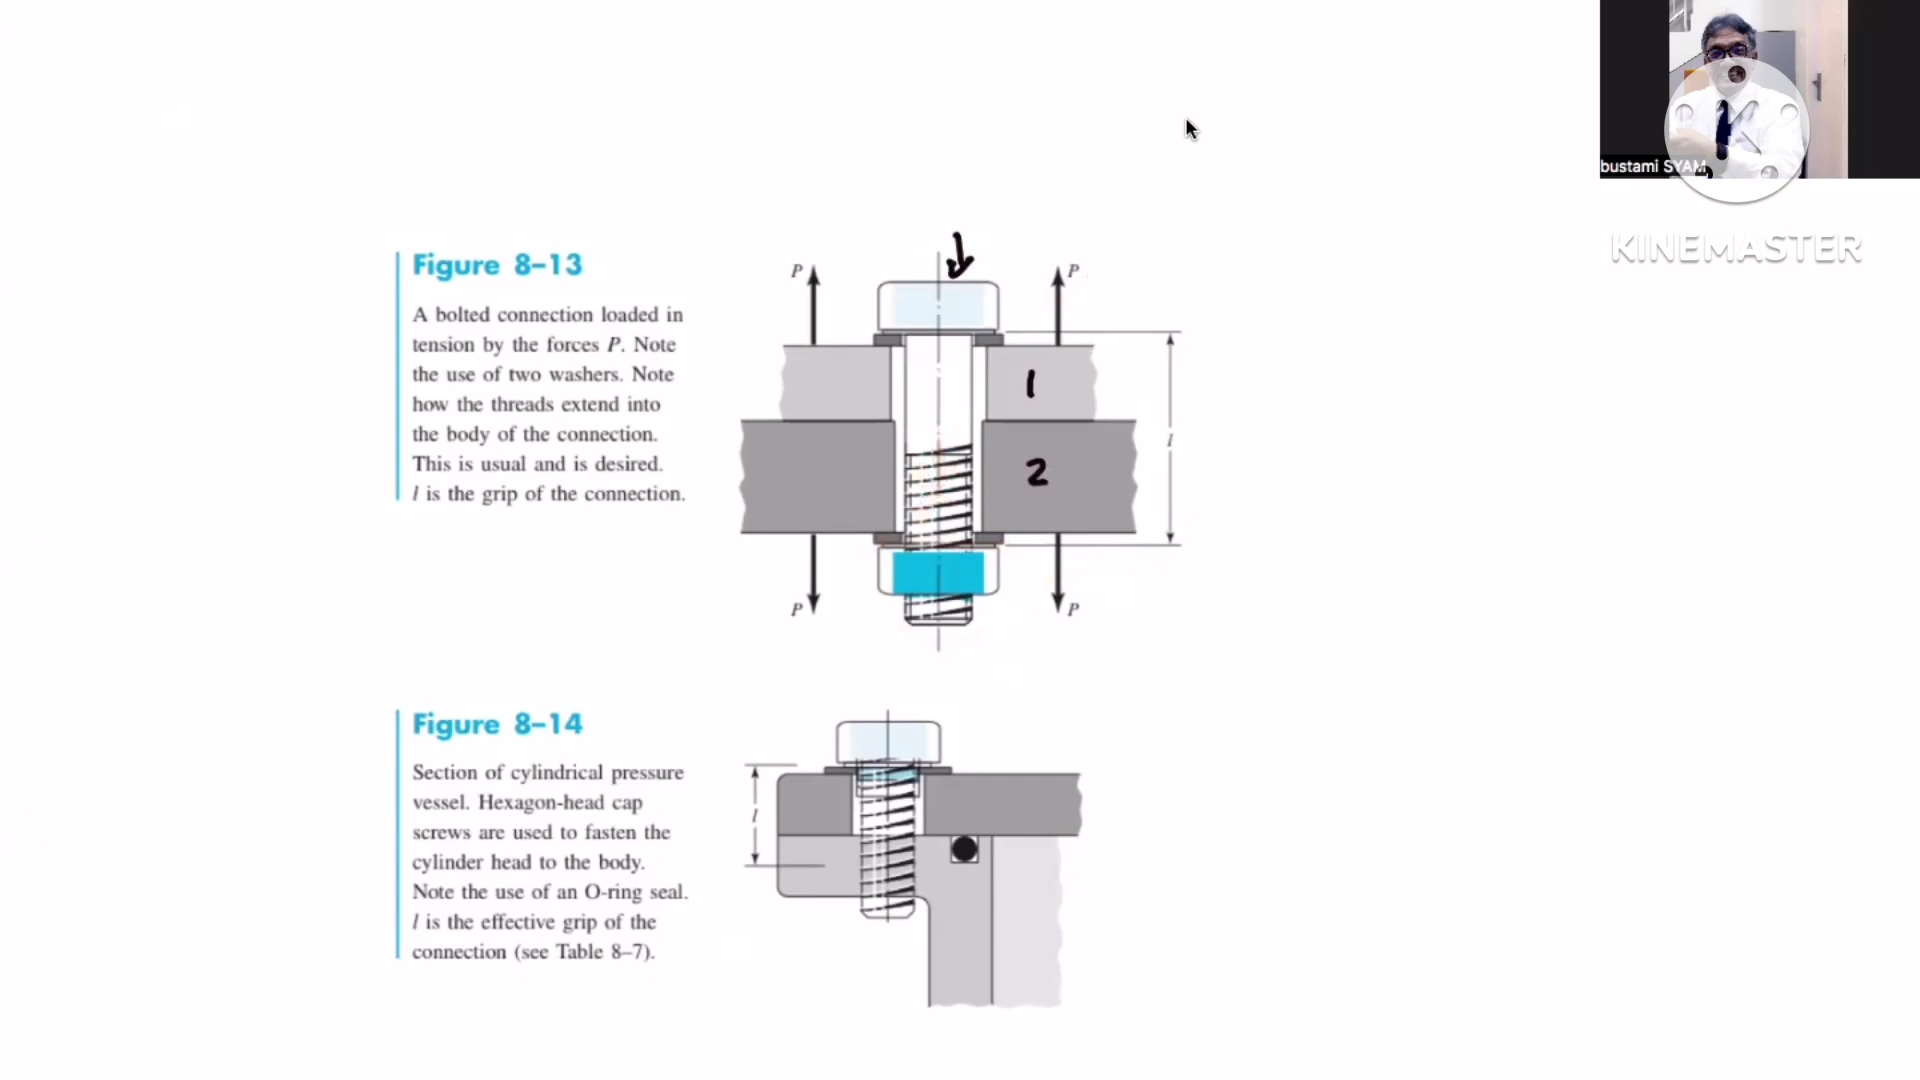 bustami SYAM
KINEMASTER
Figure 8–13
A bolted connection loaded in
tension by the forces P. Note
the use of two washers. Note
how the threads extend into
the body of the connection.
This is usual and is desired.
l is the grip of the connection.
P
P
1
l
2
P
P
Figure 8–14
Section of cylindrical pressure
vessel. Hexagon-head cap
screws are used to fasten the
cylinder head to the body.
Note the use of an O-ring seal.
l is the effective grip of the
connection (see Table 8–7).
l